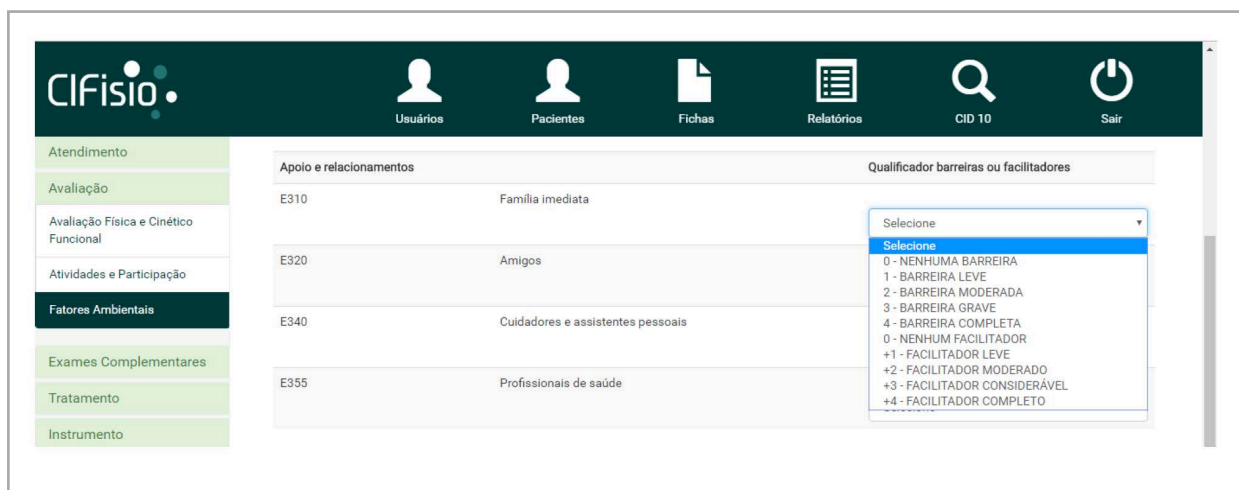 CIFisio
Usuários
Pacientes
Fichas
Relatórios
CID 10
Sair
Atendimento
Avaliação
Avaliação Física e Cinético
Funcional
Atividades e Participação
Fatores Ambientais
Exames Complementares
Tratamento
Instrumento
Apoio e relacionamentos Qualificador barreiras ou facilitadores
E310 Família imediata
Selecione
Selecione
0 - NENHUMA BARREIRA
1 - BARREIRA LEVE
2 - BARREIRA MODERADA
3 - BARREIRA GRAVE
4 - BARREIRA COMPLETA
0 - NENHUM FACILITADOR
+1 - FACILITADOR LEVE
+2 - FACILITADOR MODERADO
+3 - FACILITADOR CONSIDERÁVEL
+4 - FACILITADOR COMPLETO
E320 Amigos
E340 Cuidadores e assistentes pessoais
E355 Profissionais de saúde